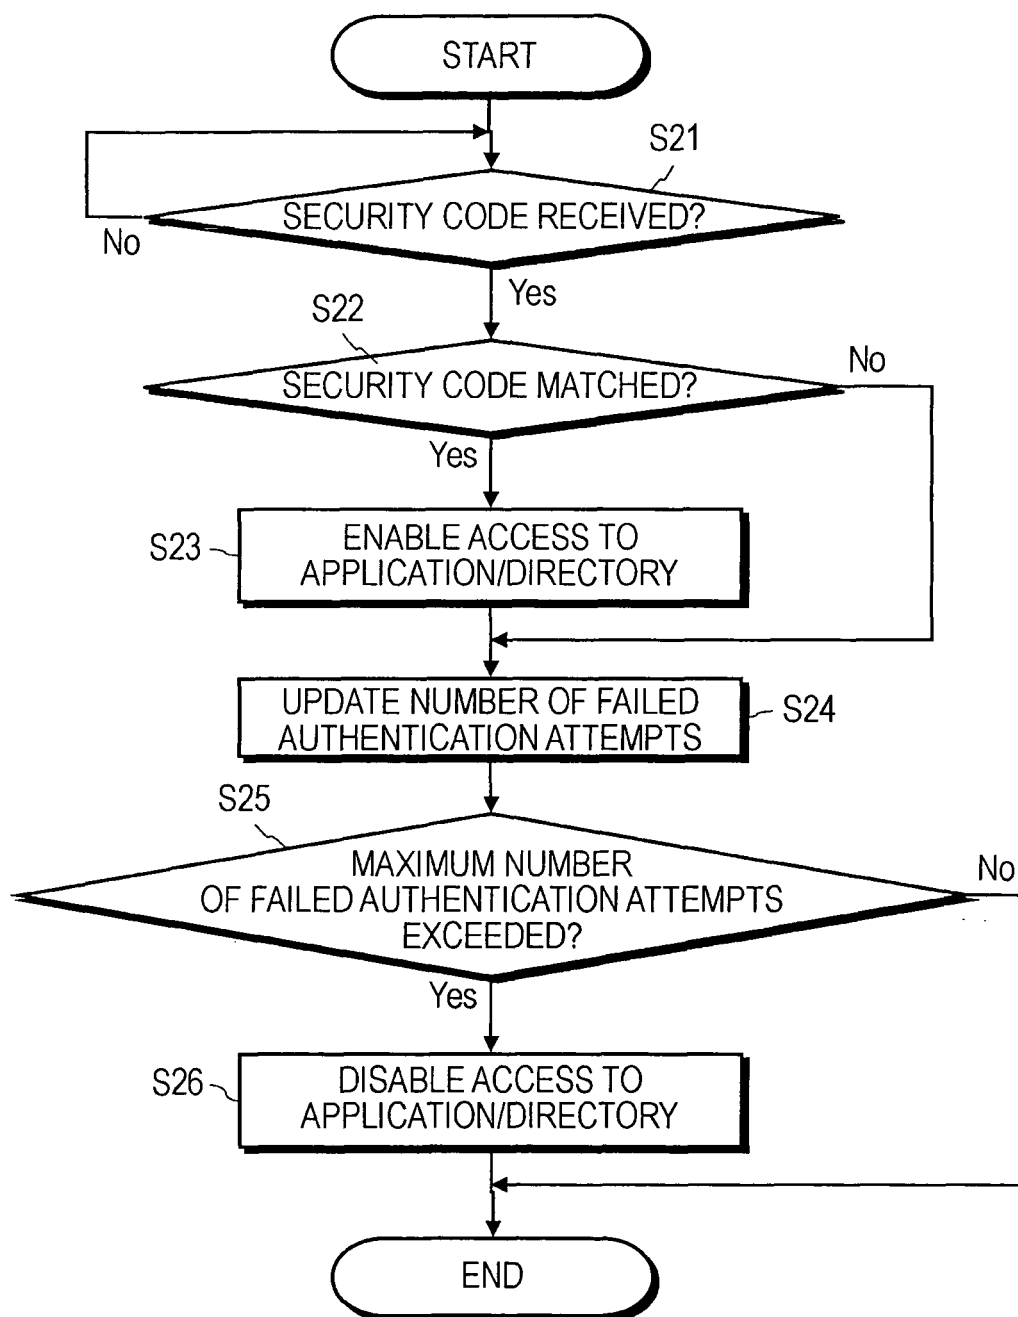 START
S21
SECURITY CODE RECEIVED?
No
Yes
S22
SECURITY CODE MATCHED?
No
Yes
S23
ENABLE ACCESS TO
APPLICATION/DIRECTORY
UPDATE NUMBER OF FAILED
AUTHENTICATION ATTEMPTS
S24
S25
MAXIMUM NUMBER
OF FAILED AUTHENTICATION ATTEMPTS
EXCEEDED?
No
Yes
S26
DISABLE ACCESS TO
APPLICATION/DIRECTORY
END